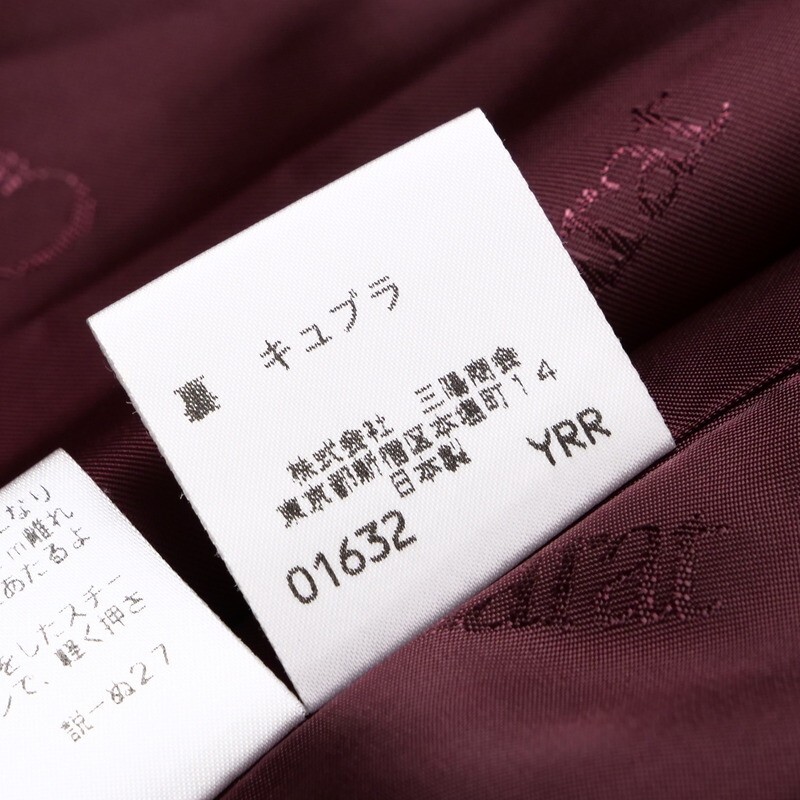 裏 キュブラ
株式会社 三陽商会
東京都新宿区本塩町14
日本製
01632
YRR
なり
離れ
あたるよ
をしたスチー
ンで、軽く押さ
説-ぬ27